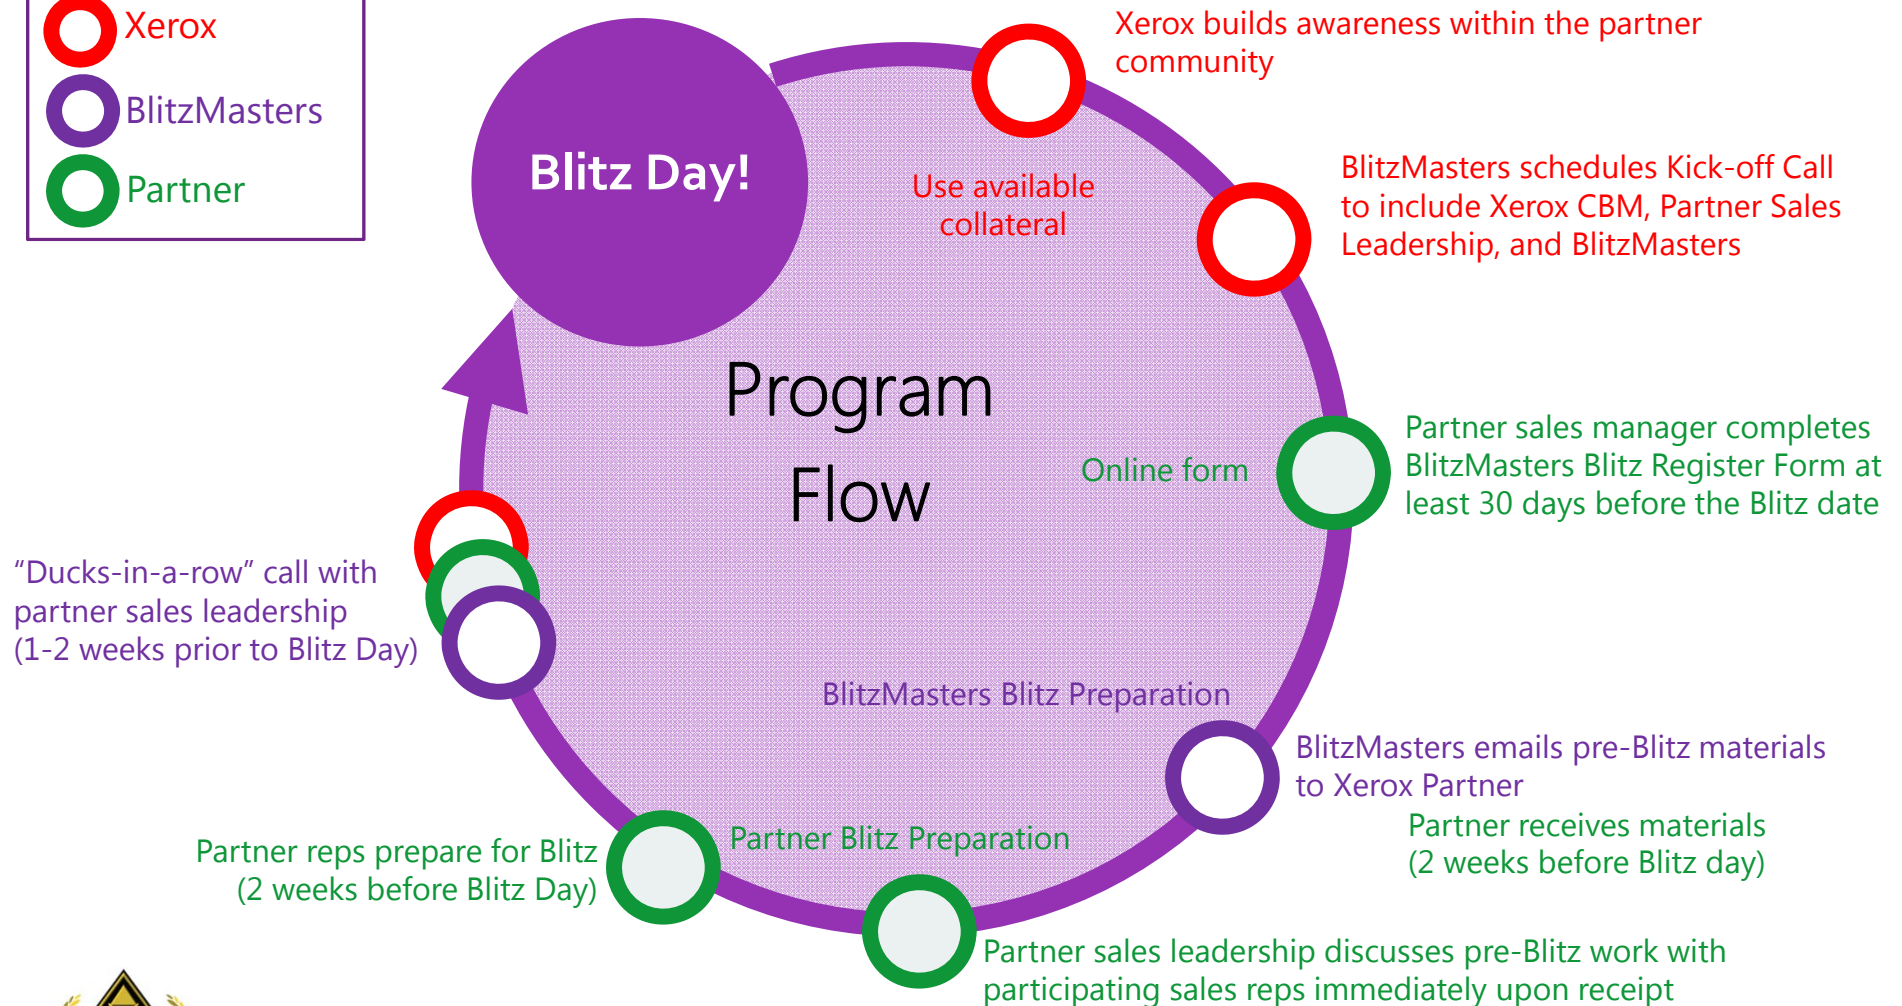 Xerox
BlitzMasters
Partner
Blitz Day!
Xerox builds awareness within the partner
community
Use available
collateral
BlitzMasters schedules Kick-off Call
to include Xerox CBM, Partner Sales
Leadership, and BlitzMasters
Program
Flow
Online form
Partner sales manager completes
BlitzMasters Blitz Register Form at
least 30 days before the Blitz date
BlitzMasters Blitz Preparation
BlitzMasters emails pre-Blitz materials
to Xerox Partner
Partner receives materials
(2 weeks before Blitz day)
Partner Blitz Preparation
Partner sales leadership discusses pre-Blitz work with
participating sales reps immediately upon receipt
Partner reps prepare for Blitz
(2 weeks before Blitz Day)
“Ducks-in-a-row” call with
partner sales leadership
(1-2 weeks prior to Blitz Day)